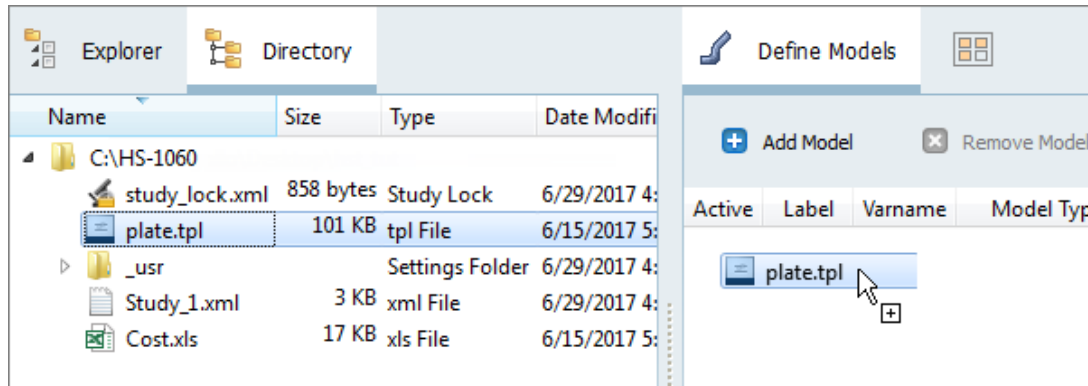 Explorer Directory Define Models
Name Size Type Date Modifi
Add Model Remove Model
C:\HS-1060
study_lock.xml 858 bytes Study Lock 6/29/2017 4:
Active Label Varname Model Typ
plate.tpl 101 KB tpl File 6/15/2017 5:
_usr Settings Folder 6/29/2017 4:
plate.tpl
Study_1.xml 3 KB xml File 6/29/2017 4:
Cost.xls 17 KB xls File 6/15/2017 5: